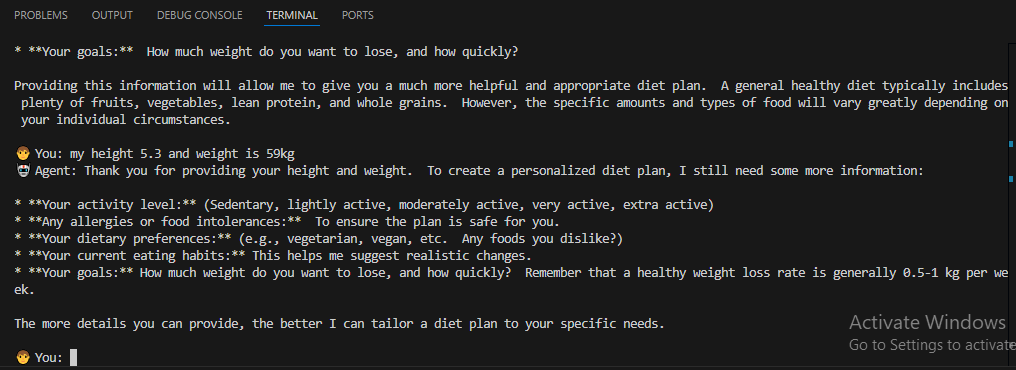 PROBLEMS OUTPUT DEBUG CONSOLE TERMINAL PORTS
* **Your goals:**  How much weight do you want to lose, and how quickly?
Providing this information will allow me to give you a much more helpful and appropriate diet plan.  A general healthy diet typically includes
plenty of fruits, vegetables, lean protein, and whole grains.  However, the specific amounts and types of food will vary greatly depending on
your individual circumstances.
🧑 You: my height 5.3 and weight is 59kg
🤖 Agent: Thank you for providing your height and weight.  To create a personalized diet plan, I still need some more information:
* **Your activity level:** (Sedentary, lightly active, moderately active, very active, extra active)
* **Any allergies or food intolerances:**  To ensure the plan is safe for you.
* **Your dietary preferences:** (e.g., vegetarian, vegan, etc.  Any foods you dislike?)
* **Your current eating habits:** This helps me suggest realistic changes.
* **Your goals:** How much weight do you want to lose, and how quickly?  Remember that a healthy weight loss rate is generally 0.5-1 kg per we
ek.
The more details you can provide, the better I can tailor a diet plan to your specific needs.
🧑 You:
Activate Windows
Go to Settings to activate